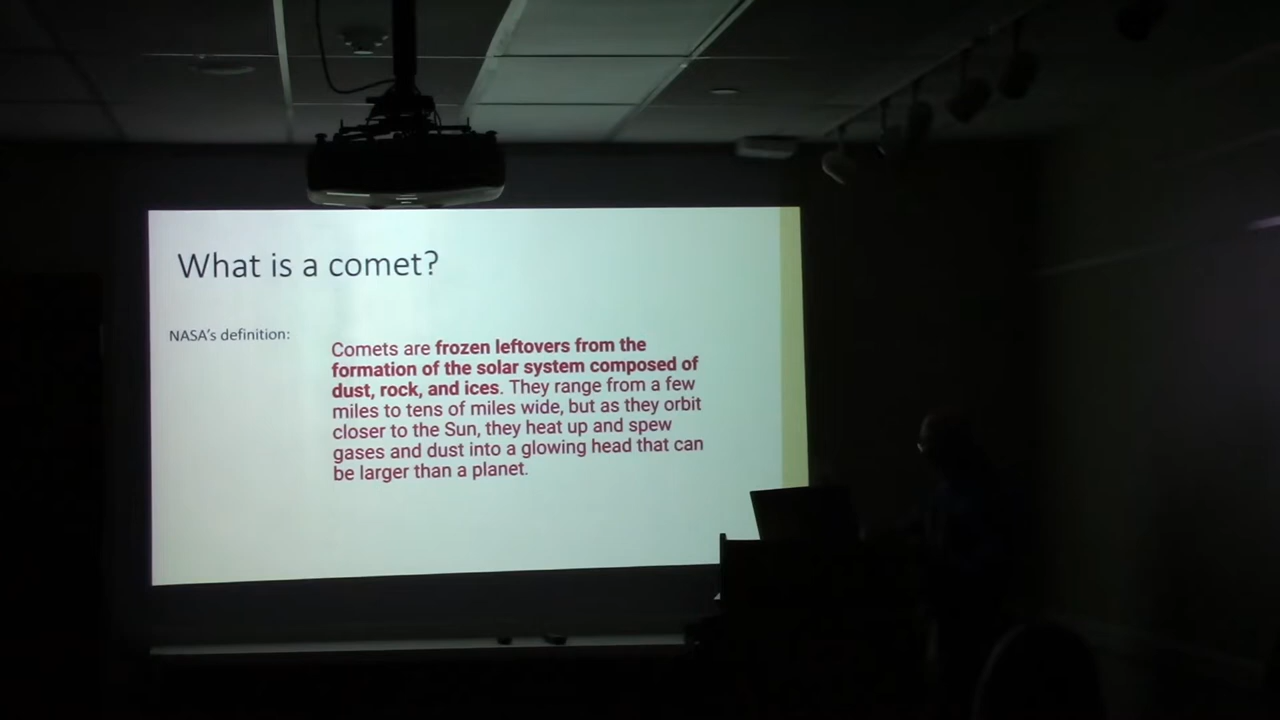 What is a comet?
NASA's definition:
Comets are frozen leftovers from the
formation of the solar system composed of
dust, rock, and ices. They range from a few
miles to tens of miles wide, but as they orbit
closer to the Sun, they heat up and spew
gases and dust into a glowing head that can
be larger than a planet.